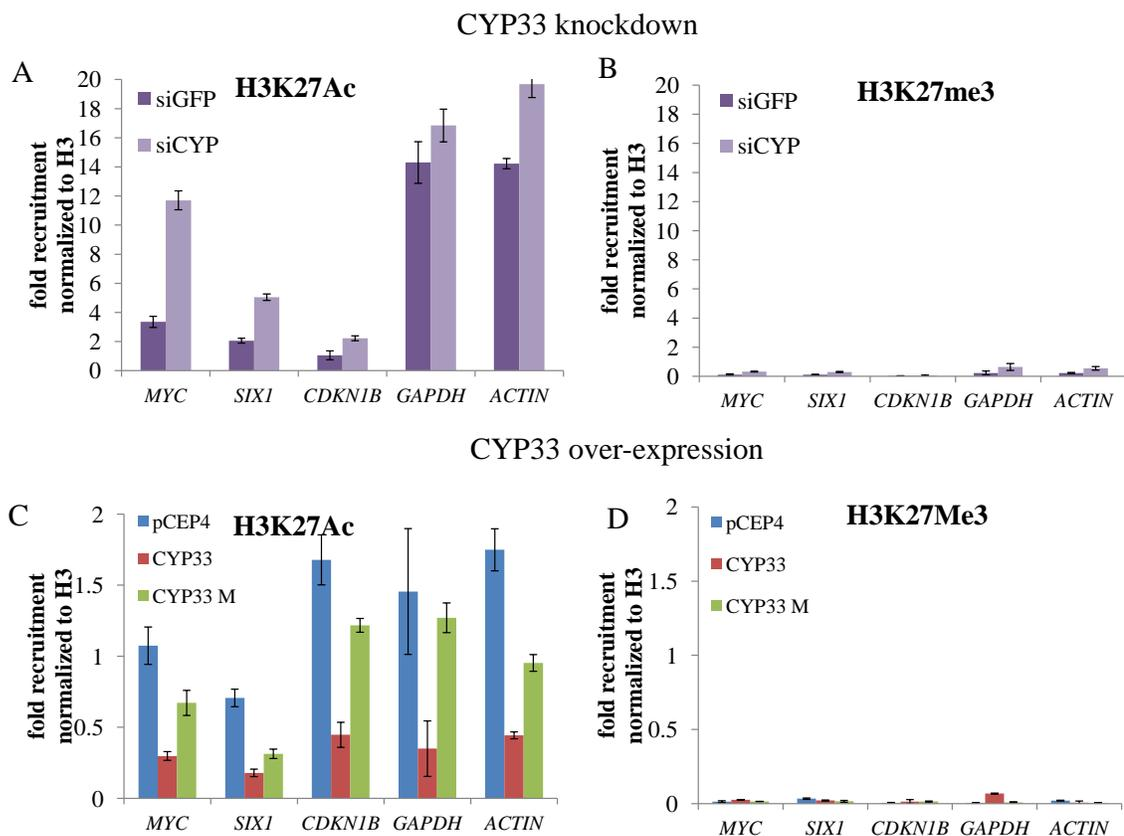 CYP33 knockdown
A
H3K27Ac
siGFP
siCYP
fold recruitment
normalized to H3
20
18
16
14
12
10
8
6
4
2
0
MYC SIX1 CDKN1B GAPDH ACTIN
B
H3K27me3
siGFP
siCYP
fold recruitment
normalized to H3
20
18
16
14
12
10
8
6
4
2
0
MYC SIX1 CDKN1B GAPDH ACTIN
CYP33 over-expression
C
H3K27Ac
pCEP4
CYP33
CYP33 M
fold recruitment
normalized to H3
2
1.5
1
0.5
0
MYC SIX1 CDKN1B GAPDH ACTIN
D
H3K27Me3
pCEP4
CYP33
CYP33 M
fold recruitment
normalized to H3
2
1.5
1
0.5
0
MYC SIX1 CDKN1B GAPDH ACTIN